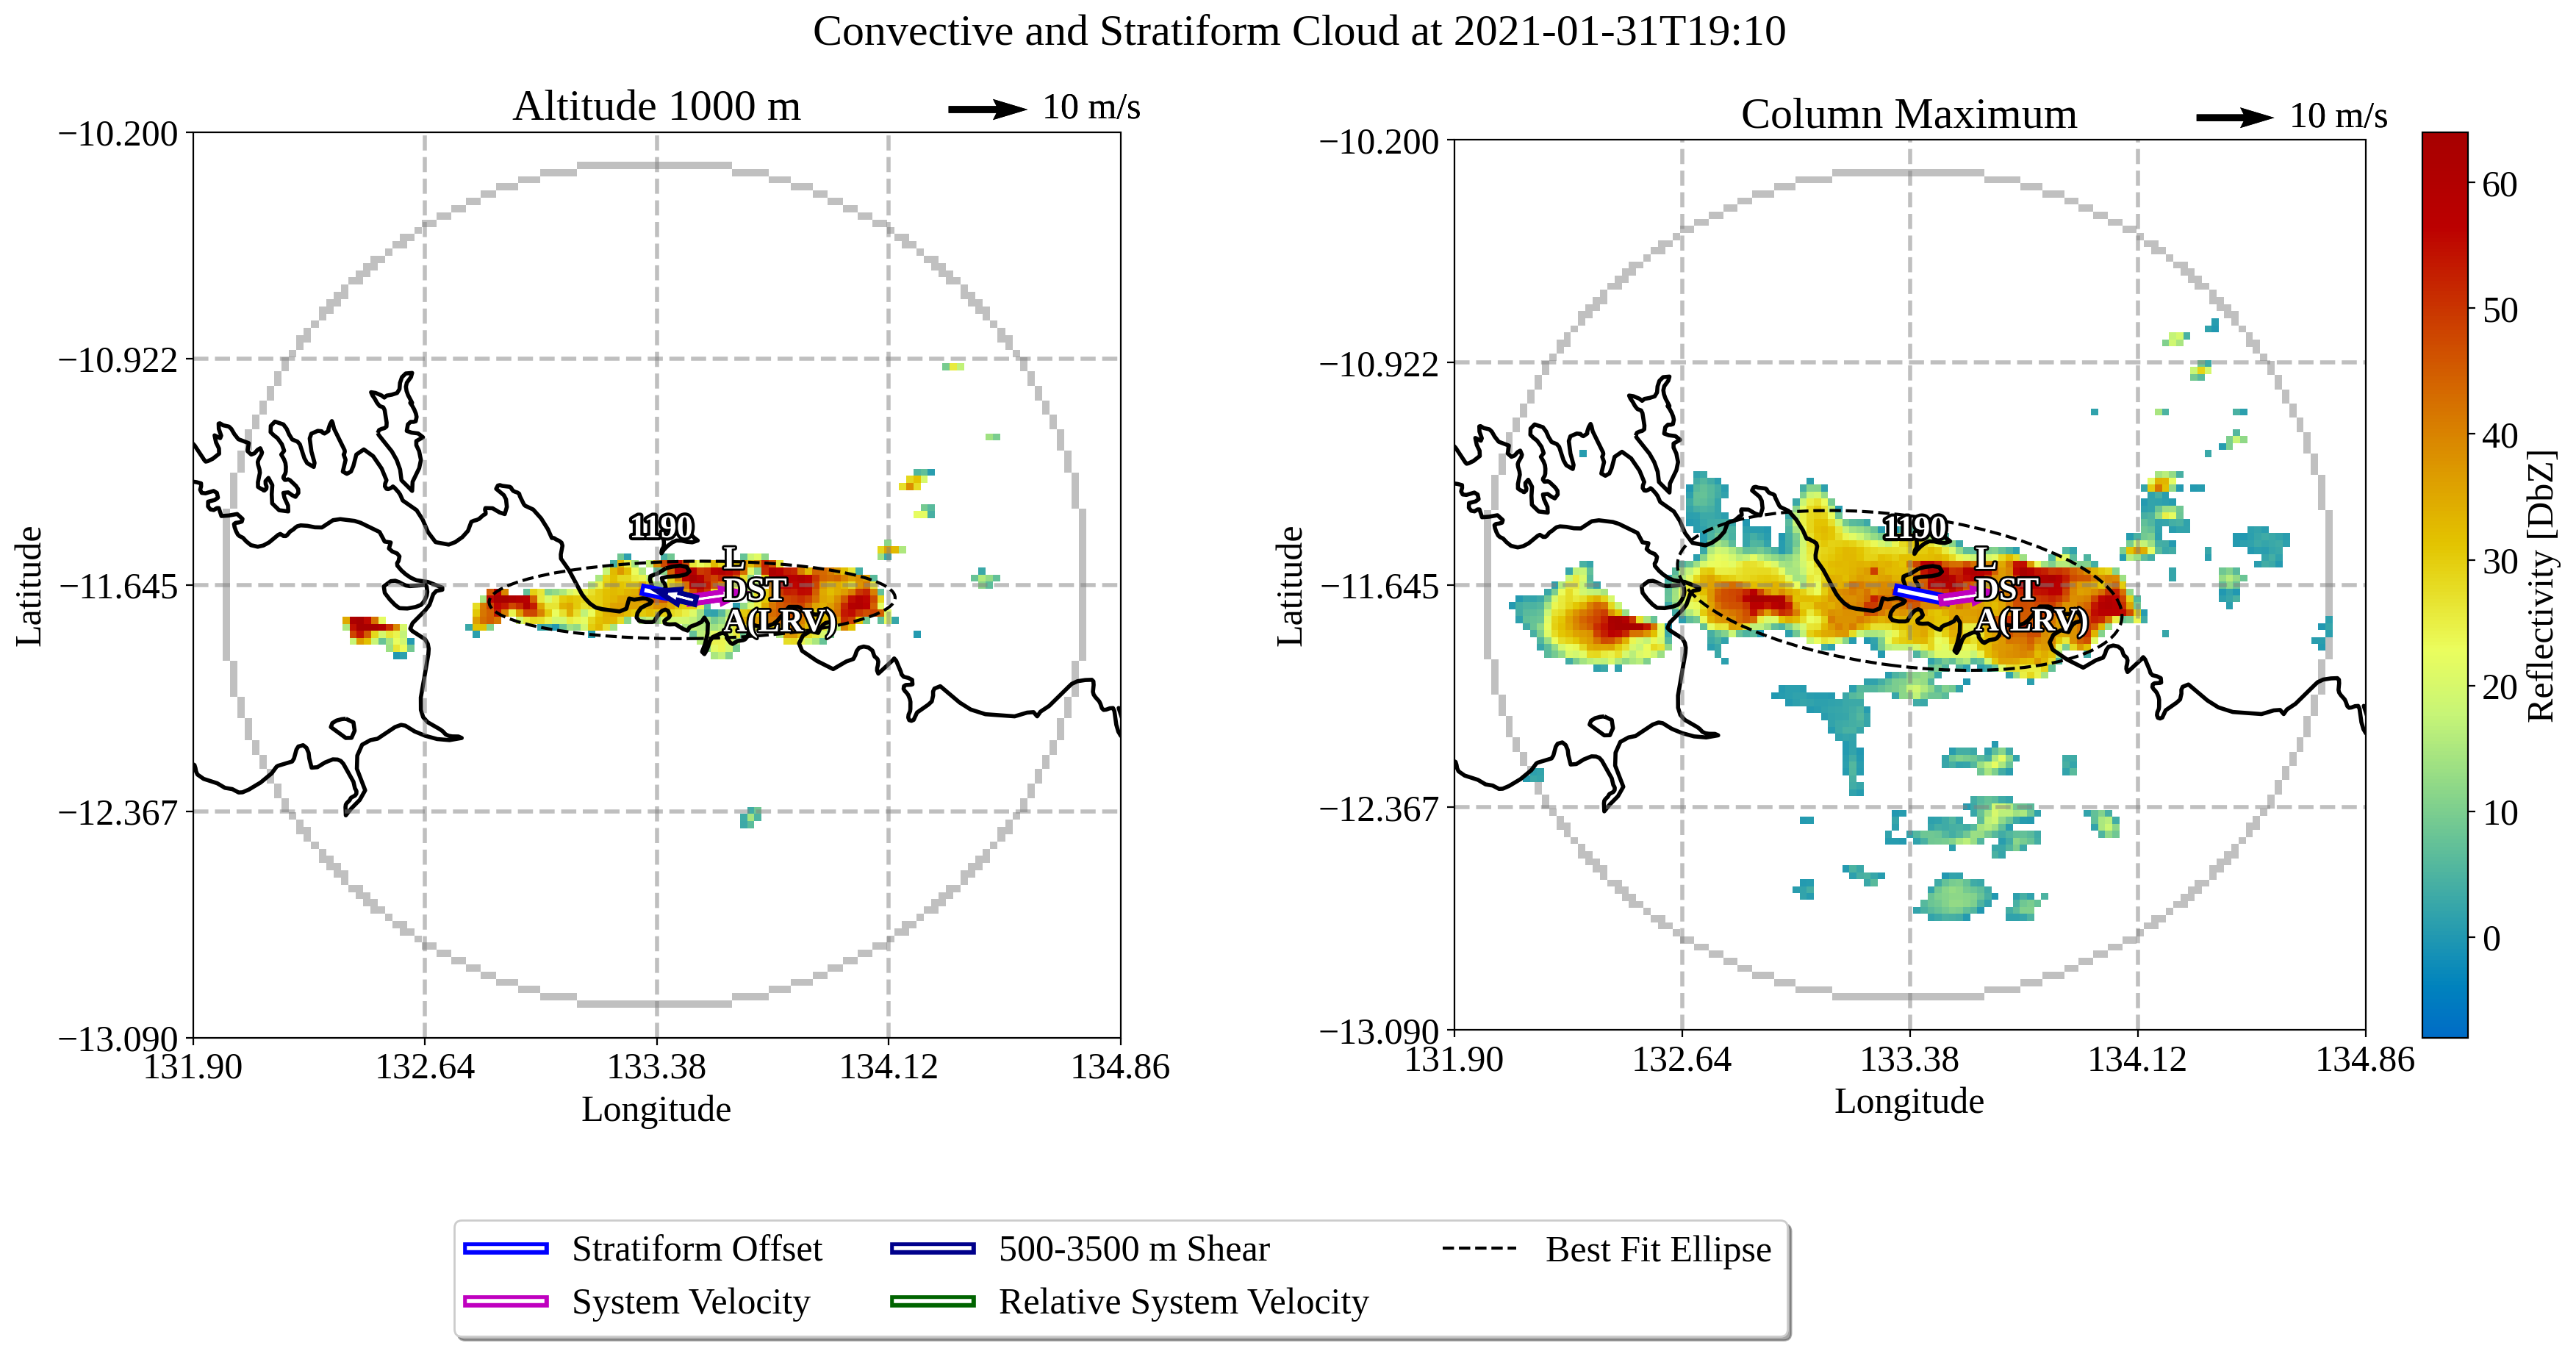 Convective and Stratiform Cloud at 2021-01-31T19:10
Altitude 1000 m
10 m/s
−10.200
−10.922
−11.645
−12.367
−13.090
Latitude
1190
L
DST
A(LRV)
131.90
132.64
133.38
134.12
134.86
Longitude
Column Maximum
10 m/s
−10.200
−10.922
−11.645
−12.367
−13.090
Latitude
1190
L
DST
A(LRV)
131.90
132.64
133.38
134.12
134.86
Longitude
60
50
40
30
20
10
0
Reflectivity [DbZ]
Stratiform Offset
System Velocity
500-3500 m Shear
Relative System Velocity
Best Fit Ellipse